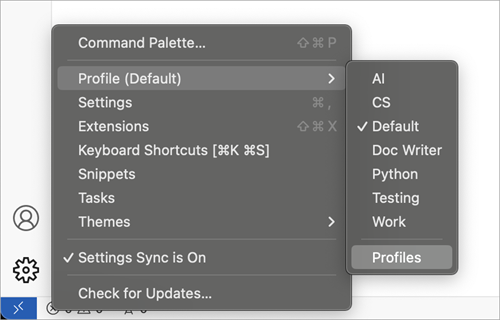 Command Palette... ⇧⌘P
Profile (Default) >
AI
CS
✓ Default
Doc Writer
Python
Testing
Work
Profiles
Settings ⌘,
Extensions ⇧⌘X
Keyboard Shortcuts [⌘K ⌘S]
Snippets
Tasks
Themes >
✓ Settings Sync is On
Check for Updates...